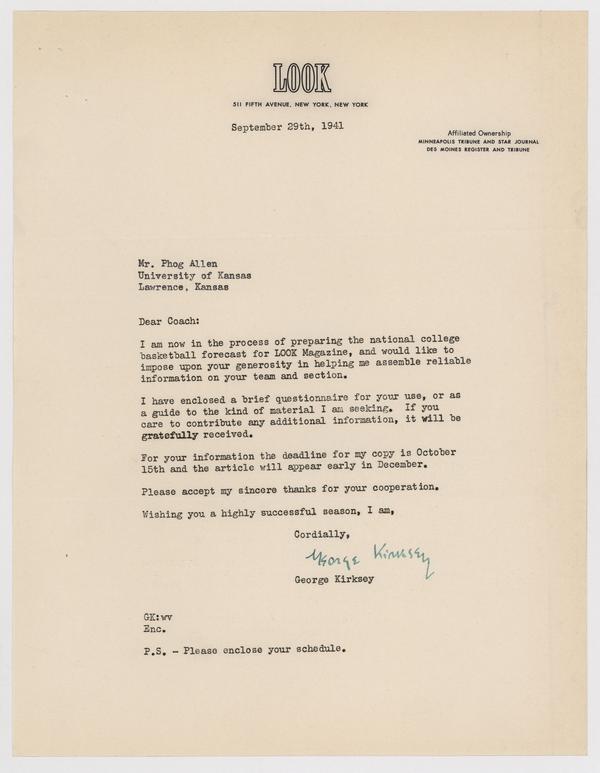 LOOK
511 FIFTH AVENUE, NEW YORK, NEW YORK
September 29th, 1941
Affiliated Ownership
MINNEAPOLIS TRIBUNE AND STAR JOURNAL
DES MOINES REGISTER AND TRIBUNE
Mr. Phog Allen
University of Kansas
Lawrence, Kansas
Dear Coach:
I am now in the process of preparing the national college
basketball forecast for LOOK Magazine, and would like to
impose upon your generosity in helping me assemble reliable
information on your team and section.
I have enclosed a brief questionnaire for your use, or as
a guide to the kind of material I am seeking. If you
care to contribute any additional information, it will be
gratefully received.
For your information the deadline for my copy is October
15th and the article will appear early in December.
Please accept my sincere thanks for your cooperation.
Wishing you a highly successful season, I am,
Cordially,
George Kirksey
George Kirksey
GK:wv
Enc.
P.S. - Please enclose your schedule.